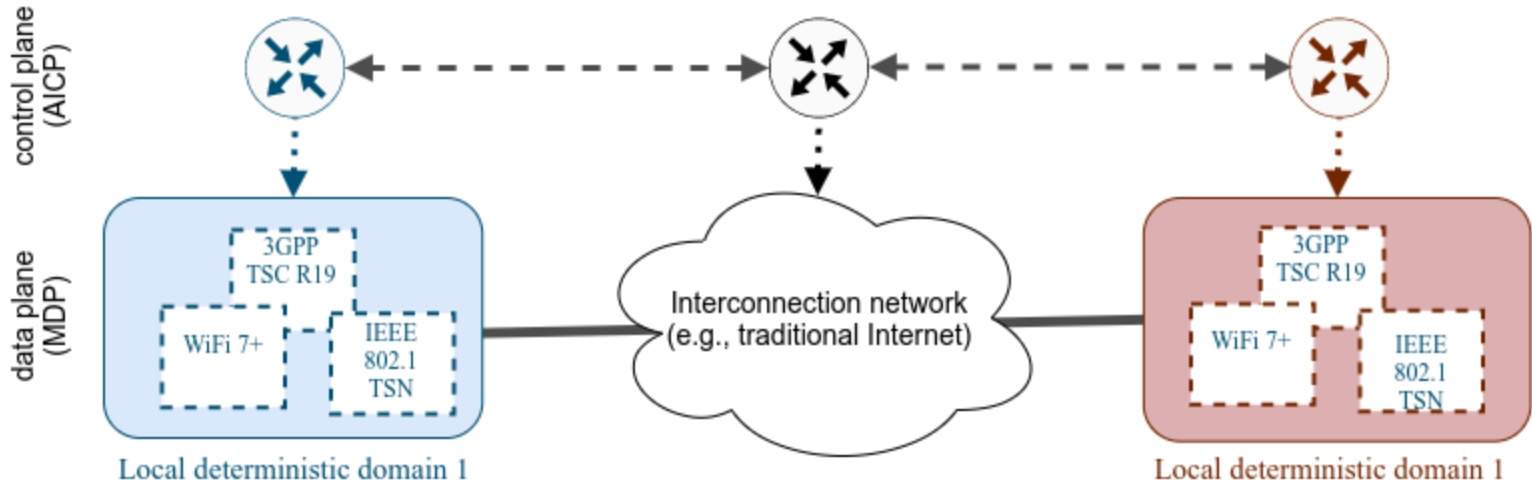 control plane
(AICP)
data plane
(MDP)
3GPP
TSC R19
WiFi 7+
IEEE
802.1
TSN
Local deterministic domain 1
Interconnection network
(e.g., traditional Internet)
3GPP
TSC R19
WiFi 7+
IEEE
802.1
TSN
Local deterministic domain 1